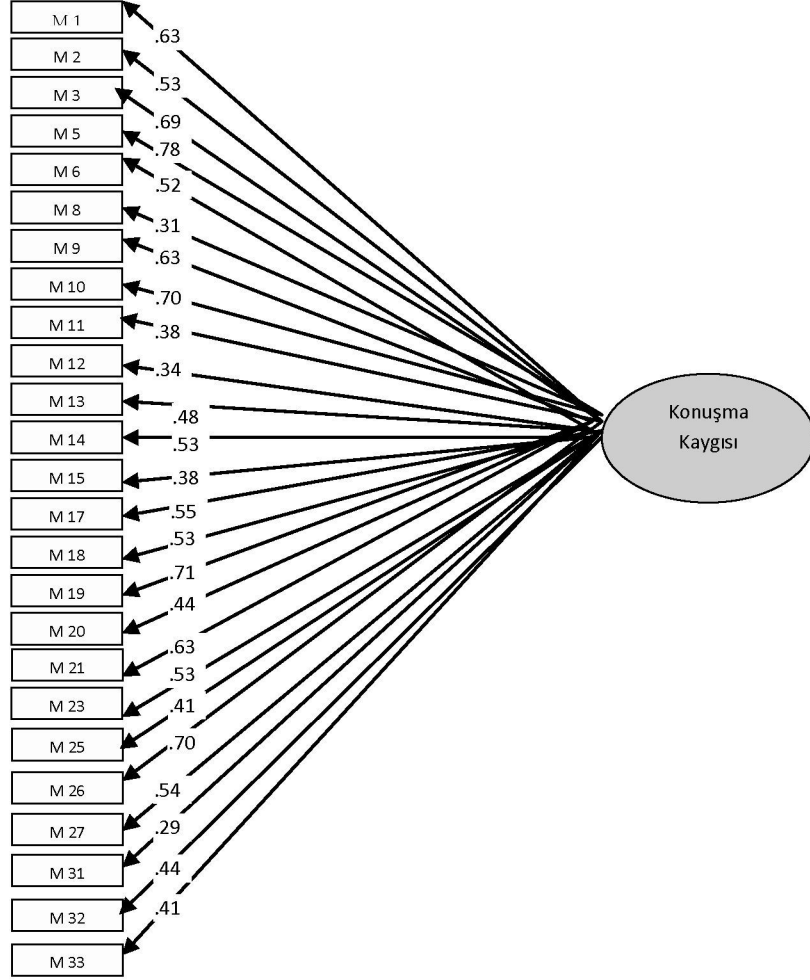 M 1
.63
M 2
.53
M 3
.69
M 5
.78
M 6
.52
M 8
.31
M 9
.63
M 10
.70
M 11
.38
M 12
.34
M 13
.48
M 14
.53
M 15
.38
M 17
.55
M 18
.53
M 19
.71
M 20
.44
M 21
.63
M 23
.53
M 25
.41
M 26
.70
M 27
.54
M 31
.29
M 32
.44
M 33
.41
Konuşma
Kaygısı